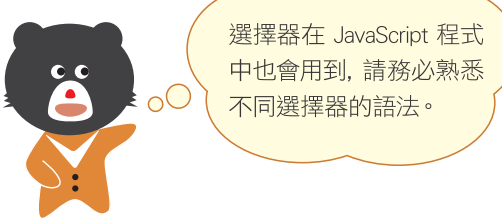 選擇器在 JavaScript 程式
中也會用到, 請務必熟悉
不同選擇器的語法。